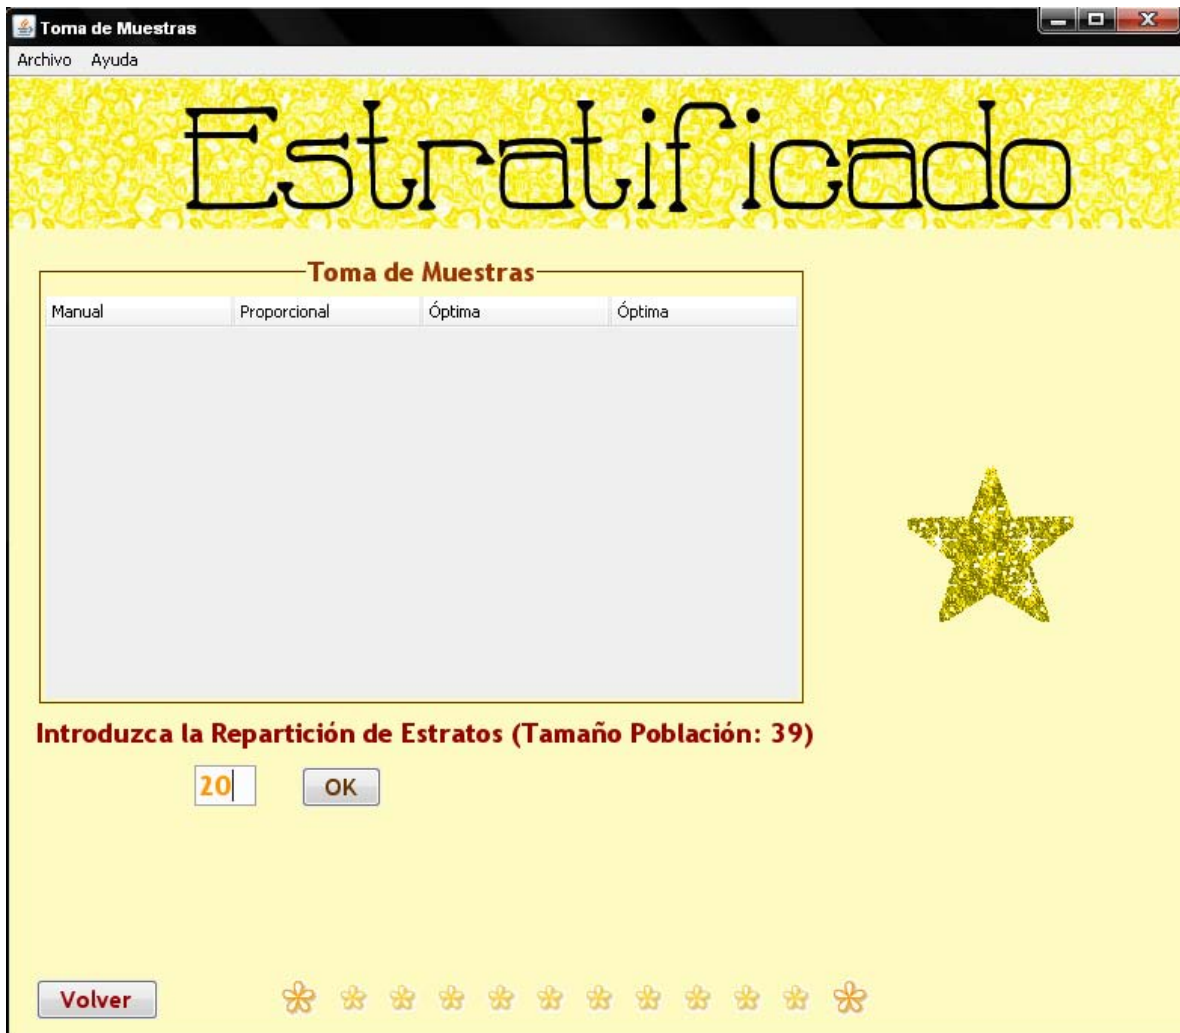 Toma de Muestras
Archivo Ayuda
Estratificado
Toma de Muestras
Manual Proporcional Óptima Óptima
Introduzca la Repartición de Estratos (Tamaño Población: 39)
20 OK
Volver